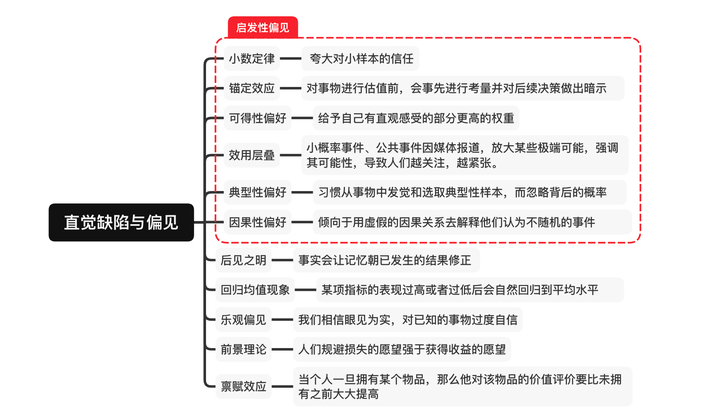 启发性偏见
小数定律
夸大对小样本的信任
锚定效应
对事物进行估值前，会事先进行考量并对后续决策做出暗示
可得性偏好
给予自己有直观感受的部分更高的权重
效用层叠
小概率事件、公共事件因媒体报道，放大某些极端可能，强调
其可能性，导致人们越关注，越紧张。
典型性偏好
习惯从事物中发觉和选取典型性样本，而忽略背后的概率
直觉缺陷与偏见
因果性偏好
倾向于用虚假的因果关系去解释他们认为不随机的事件
后见之明
事实会让记忆朝已发生的结果修正
回归均值现象
某项指标的表现过高或者过低后会自然回归到平均水平
乐观偏见
我们相信眼见为实，对已知的事物过度自信
前景理论
人们规避损失的愿望强于获得收益的愿望
禀赋效应
当个人一旦拥有某个物品，那么他对该物品的价值评价要比未拥
有之前大大提高